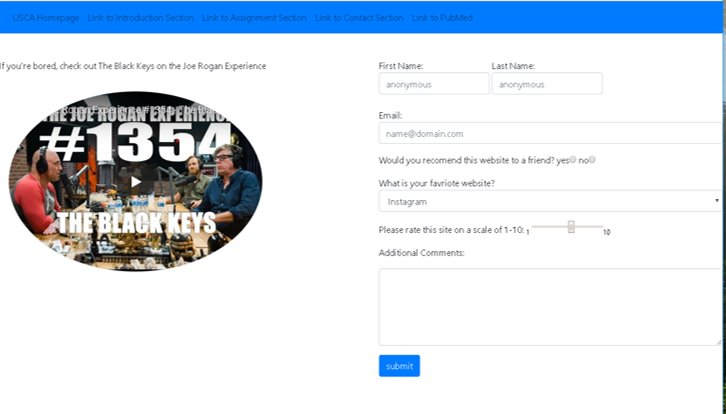 USCA Homepage Link to Introduction Section Link to Assignment Section Link to Contact Section Link to PubMed
If you're bored, check out The Black Keys on the Joe Rogan Experience
Rogan Experience #1354 - The
THE JOE ROGAN EXPERIENCE
#1354
THE BLACK KEYS
First Name: Last Name:
anonymous anonymous
Email:
name@domain.com
Would you recomend this website to a friend? yes no
What is your favriote website?
Instagram
Please rate this site on a scale of 1-10: 1 10
Additional Comments:
submit